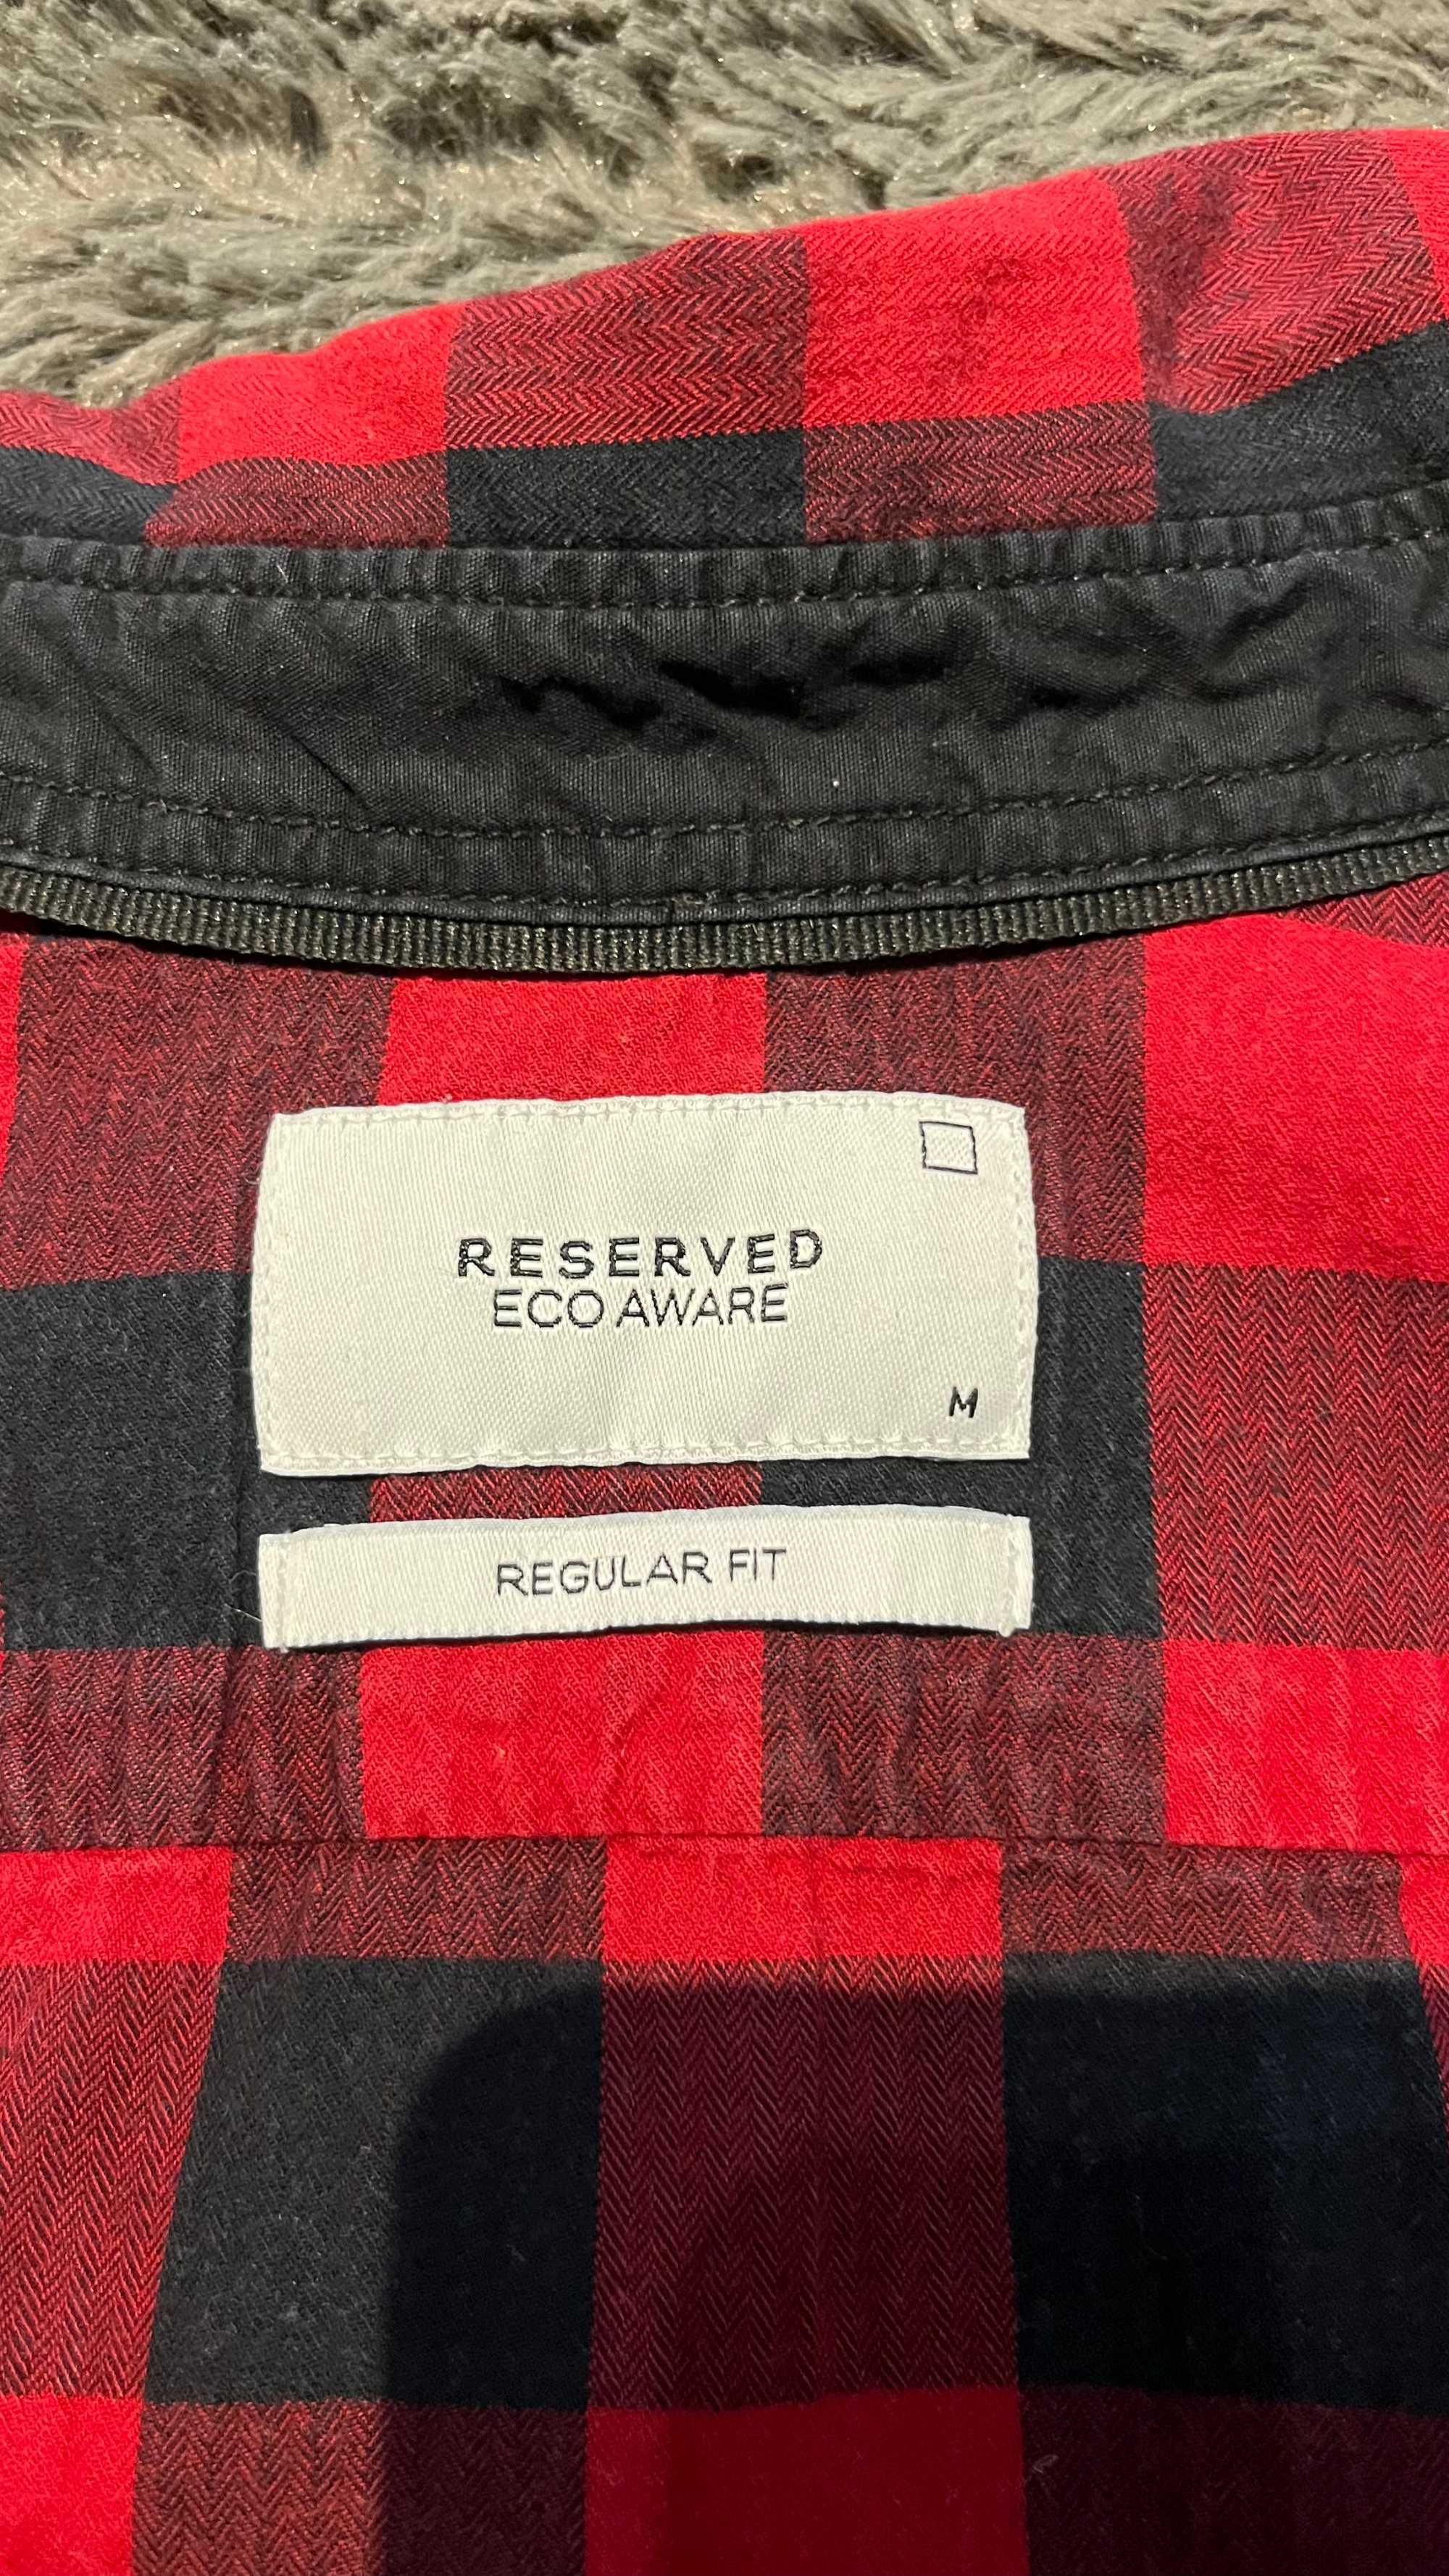 RESERVED
ECO AWARE
M
REGULAR FIT